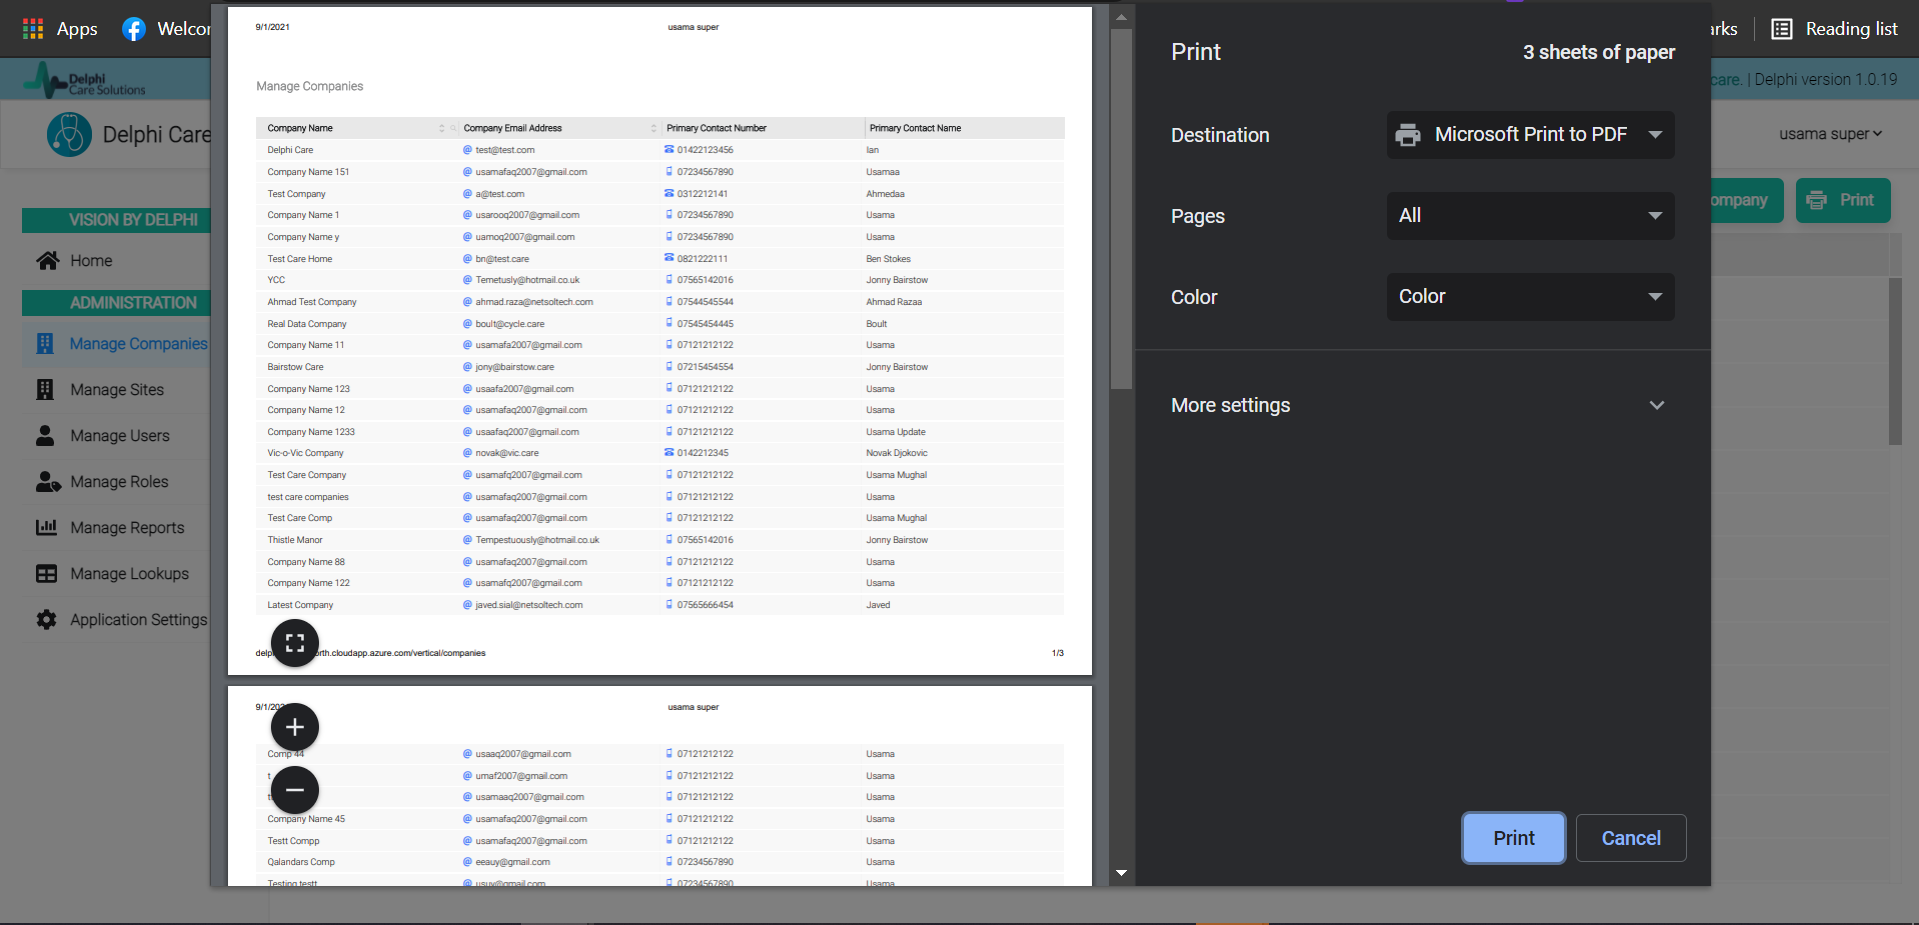 Apps
Welcor
arks
Reading list
Delphi
Care Solutions
care. | Delphi version 1.0.19
Delphi Care
usama super
ompany
Print
VISION BY DELPHI
Home
ADMINISTRATION
Manage Companies
Manage Sites
Manage Users
Manage Roles
Manage Reports
Manage Lookups
Application Settings
9/1/2021 usama super
Manage Companies
Company Name Company Email Address Primary Contact Number Primary Contact Name
Delphi Care @ test@test.com 01422123456 Ian
Company Name 151 @ usamafaq2007@gmail.com 07234567890 Usamaa
Test Company @ a@test.com 0312212141 Ahmedaa
Company Name 1 @ usarooq2007@gmail.com 07234567890 Usama
Company Name y @ uamoq2007@gmail.com 07234567890 Usama
Test Care Home @ bn@test.care 0821222111 Ben Stokes
YCC @ Temetusly@hotmail.co.uk 07565142016 Jonny Bairstow
Ahmad Test Company @ ahmad.raza@netsoltech.com 07544545544 Ahmad Razaa
Real Data Company @ boult@cycle.care 07545454445 Boult
Company Name 11 @ usamafa2007@gmail.com 07121212122 Usama
Bairstow Care @ jony@bairstow.care 07215454554 Jonny Bairstow
Company Name 123 @ usaafa2007@gmail.com 07121212122 Usama
Company Name 12 @ usamafaq2007@gmail.com 07121212122 Usama
Company Name 1233 @ usaafaq2007@gmail.com 07121212122 Usama Update
Vic-o-Vic Company @ novak@vic.care 0142212345 Novak Djokovic
Test Care Company @ usamafq2007@gmail.com 07121212122 Usama Mughal
test care companies @ usamafaq2007@gmail.com 07121212122 Usama
Test Care Comp @ usamafaq2007@gmail.com 07121212122 Usama Mughal
Thistle Manor @ Tempestuously@hotmail.co.uk 07565142016 Jonny Bairstow
Company Name 88 @ usamafaq2007@gmail.com 07121212122 Usama
Company Name 122 @ usamafq2007@gmail.com 07121212122 Usama
Latest Company @ javed.sial@netsoltech.com 07565666454 Javed
delp orth.cloudapp.azure.com/vertical/companies 1/3
9/1/202 usama super
Comp 44 @ usaaq2007@gmail.com 07121212122 Usama
t @ umaf2007@gmail.com 07121212122 Usama
@ usamaaq2007@gmail.com 07121212122 Usama
Company Name 45 @ usamafaq2007@gmail.com 07121212122 Usama
Testt Compp @ usamafaq2007@gmail.com 07121212122 Usama
Qalandars Comp @ eeauy@gmail.com 07234567890 Usama
Testing testt @ usuy@gmail.com 07234567890 Usama
Print 3 sheets of paper
Destination Microsoft Print to PDF
Pages All
Color Color
More settings
Print Cancel